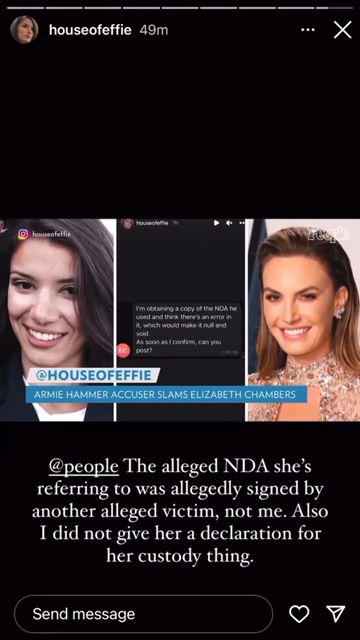 houseofeffie 49m
houseofeffie
houseofeffie
People
I'm obtaining a copy of the NDA he
used and think there's an error in
it, which would make it null and
void.
As soon as I confirm, can you
post?
EC
@HOUSEOFEFFIE
ARMIE HAMMER ACCUSER SLAMS ELIZABETH CHAMBERS
@people The alleged NDA she's
referring to was allegedly signed by
another alleged victim, not me. Also
I did not give her a declaration for
her custody thing.
Send message